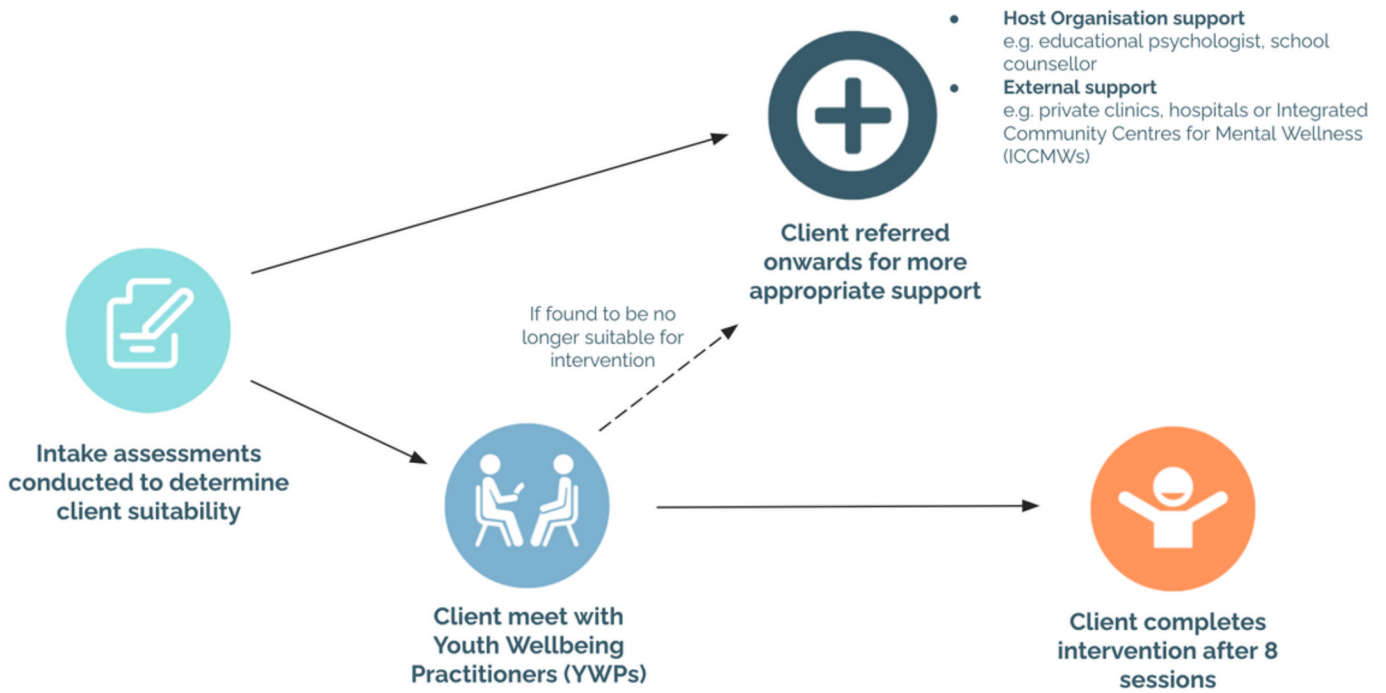 • Host Organisation support
e.g. educational psychologist, school
counsellor
• External support
e.g. private clinics, hospitals or Integrated
Community Centres for Mental Wellness
(ICCMWs)
Client referred
onwards for more
appropriate support
If found to be no
longer suitable for
intervention
Intake assessments
conducted to determine
client suitability
Client meet with
Youth Wellbeing
Practitioners (YWPs)
Client completes
intervention after 8
sessions